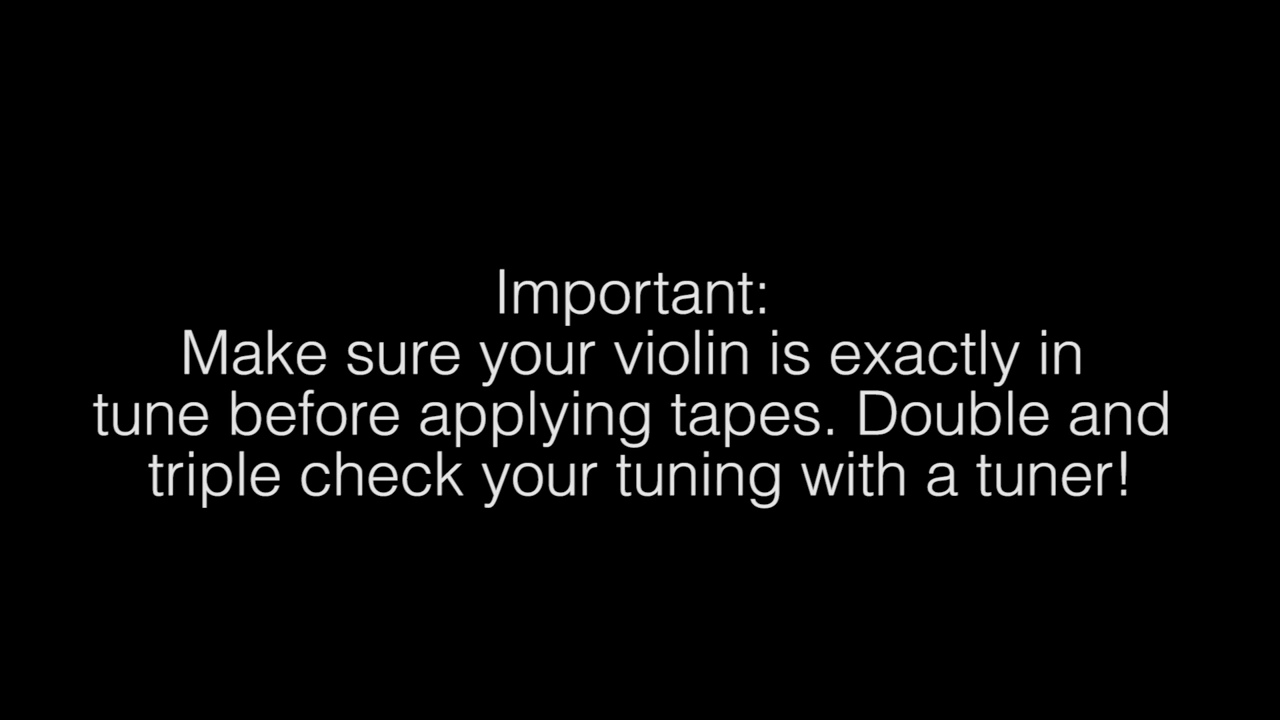 Important:
Make sure your violin is exactly in
tune before applying tapes. Double and
triple check your tuning with a tuner!